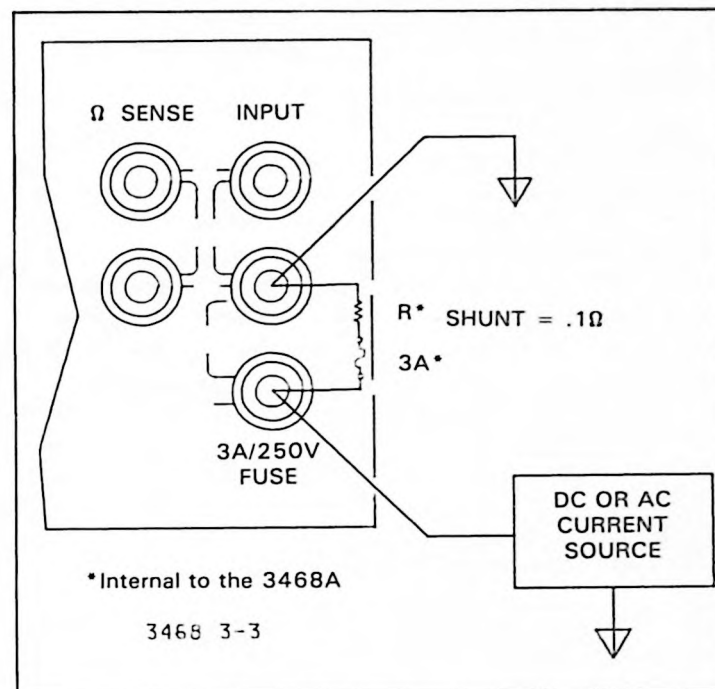 Ω SENSE INPUT
R* SHUNT = .1Ω
3A*
3A/250V
FUSE
DC OR AC
CURRENT
SOURCE
*Internal to the 3468A
3468 3-3